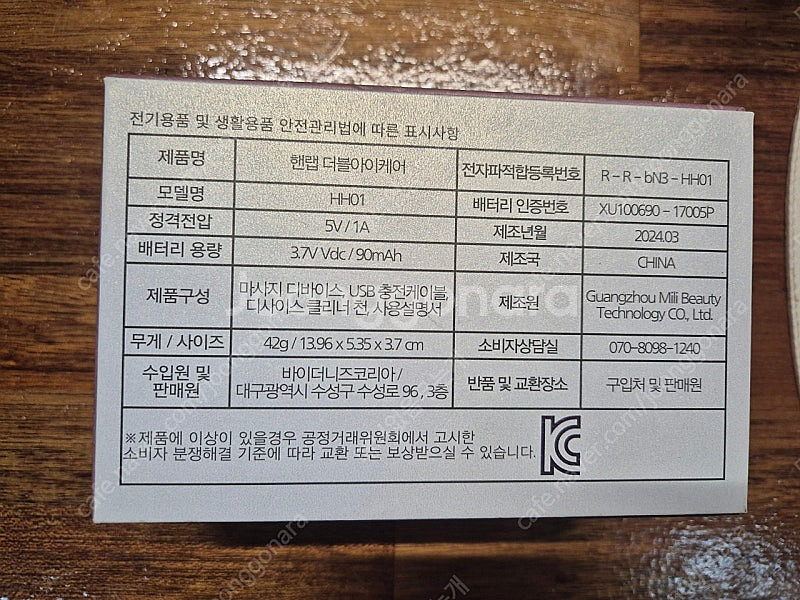 전기용품 및 생활용품 안전관리법에 따른 표시사항
제품명 핸랩 더블아이케어 전자파적합등록번호 R-R-bN3-HH01
모델명 HH01 배터리 인증번호 XU100690-17005P
정격전압 5V / 1A 제조년월 2024.03
배터리 용량 3.7V Vdc / 90mAh 제조국 CHINA
제품구성 마사지 디바이스, USB 충전케이블,
디사이스 클리너 천, 사용설명서
제조원 Guangzhou Mili Beauty
Technology CO., Ltd.
무게 / 사이즈 42g / 13.96 x 5.35 x 3.7 cm 소비자상담실 070-8098-1240
수입원 및
판매원
바이더니즈코리아 /
대구광역시 수성구 수성로 96, 3층
반품 및 교환장소 구입처 및 판매원
※제품에 이상이 있을경우 공정거래위원회에서 고시한
소비자 분쟁해결 기준에 따라 교환 또는 보상받으실 수 있습니다.
Joonggonara
cafe.naver.com/joonggonara